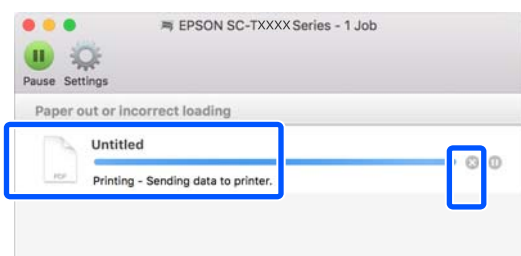 EPSON SC-TXXXX Series - 1 Job
Pause Settings
Paper out or incorrect loading
Untitled
PDF
Printing - Sending data to printer.